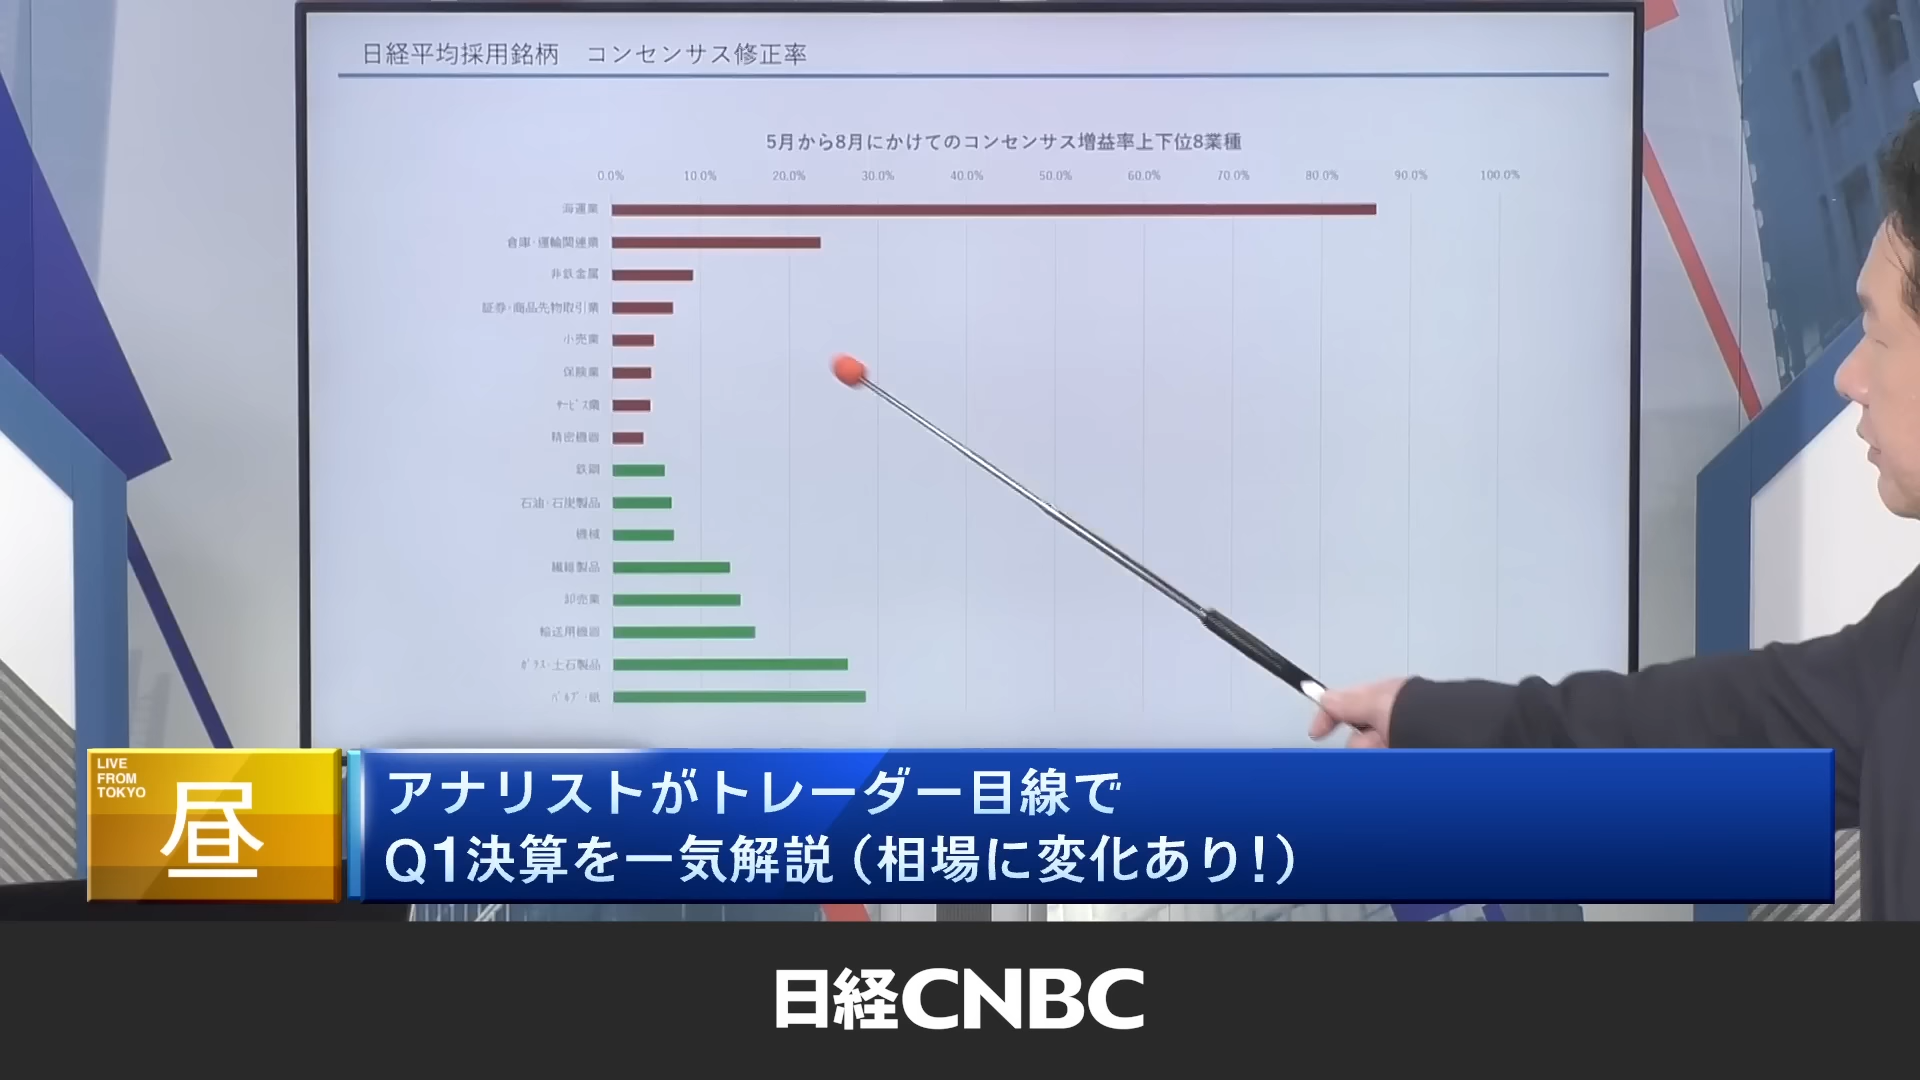 日経平均採用銘柄　コンセンサス修正率
5月から8月にかけてのコンセンサス増益率上下位8業種
0.0% 10.0% 20.0% 30.0% 40.0% 50.0% 60.0% 70.0% 80.0% 90.0% 100.0%
海運業
倉庫・運輸関連業
非鉄金属
証券・商品先物取引業
小売業
保険業
ｻｰﾋﾞｽ業
精密機器
鉄鋼
石油・石炭製品
機械
繊維製品
卸売業
輸送用機器
ｶﾞﾗｽ・土石製品
ﾊﾟﾙﾌﾟ・紙
LIVE
FROM
TOKYO
昼
アナリストがトレーダー目線で
Q1決算を一気解説（相場に変化あり！）
日経CNBC